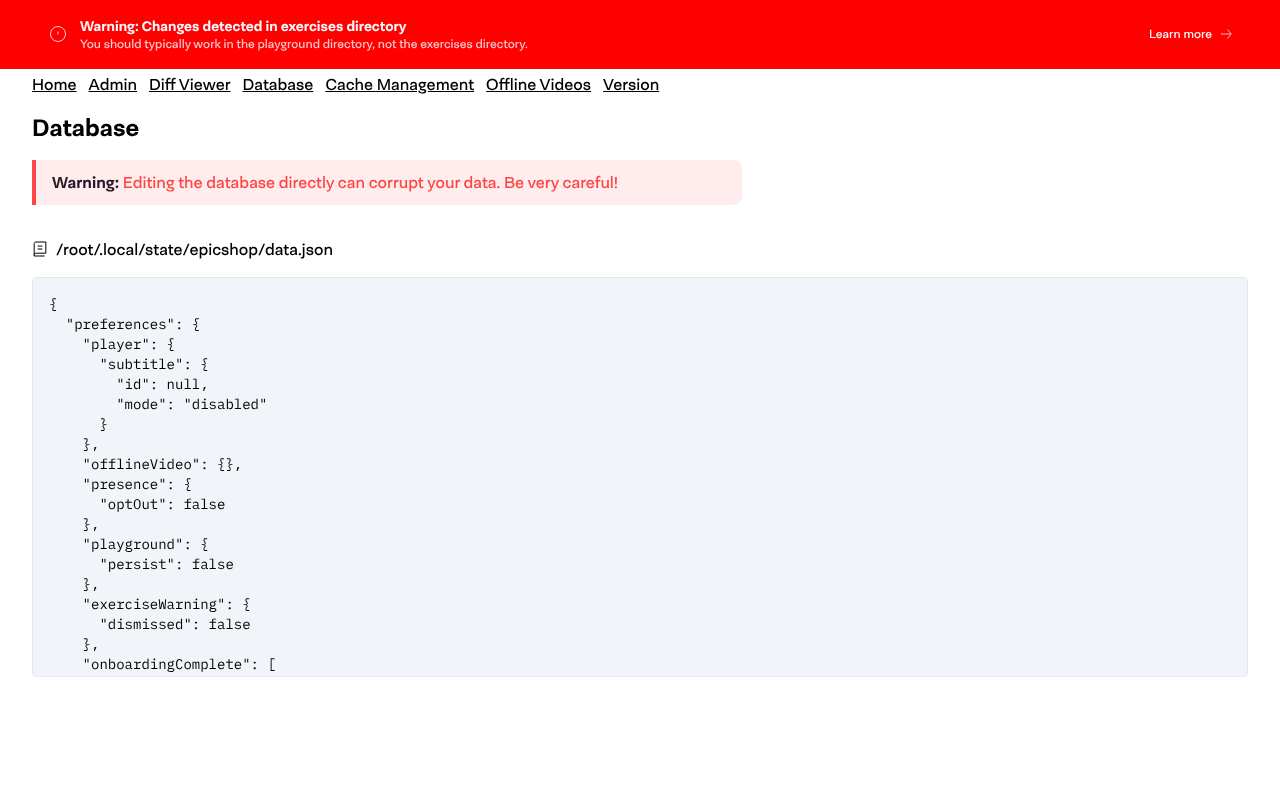 Warning: Changes detected in exercises directory
You should typically work in the playground directory, not the exercises directory.
Learn more
Home Admin Diff Viewer Database Cache Management Offline Videos Version
Database
Warning: Editing the database directly can corrupt your data. Be very careful!
/root/.local/state/epicshop/data.json
{
  "preferences": {
    "player": {
      "subtitle": {
        "id": null,
        "mode": "disabled"
      }
    },
    "offlineVideo": {},
    "presence": {
      "optOut": false
    },
    "playground": {
      "persist": false
    },
    "exerciseWarning": {
      "dismissed": false
    },
    "onboardingComplete": [